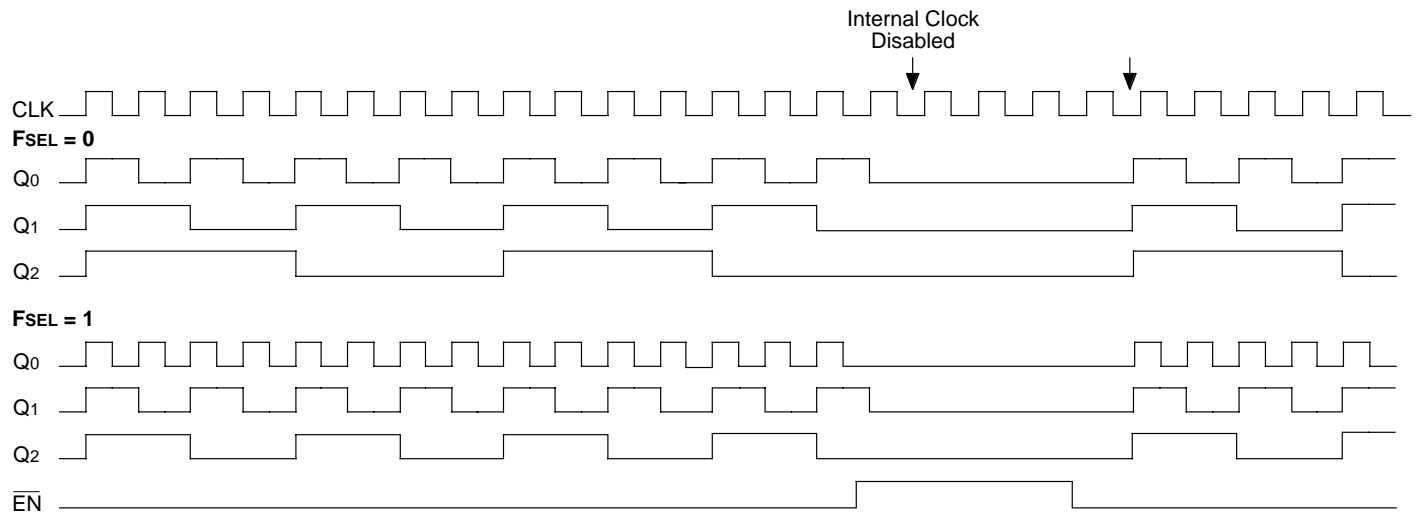 Internal Clock
Disabled
CLK
FSEL = 0
Q0
Q1
Q2
FSEL = 1
Q0
Q1
Q2
EN